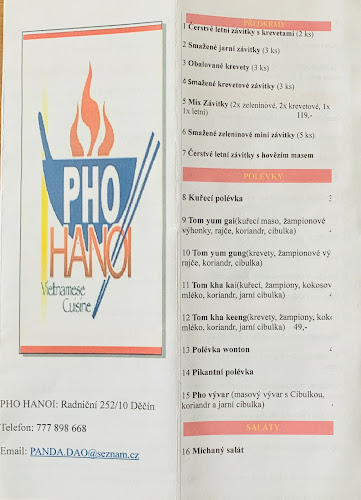 PHO
HANOI
Vietnamese
Cuisine
PHO HANOI: Radniční 252/10 Děčín
Telefon: 777 898 668
Email: PANDA.DAO@seznam.cz
PŘEDKRMY
1 Čerstvé letní závitky s krevetami (2 ks)
2 Smažené jarní závitky (3 ks)
3 Obalované krevety (3 ks)
4 Smažené krevetové závitky (3 ks)
5 Mix Závitky (2x zeleninové, 2x krevetové, 1x
1x letní) 119,-
6 Smažené zeleninové mini závitky (5 ks)
7 Čerstvé letní závitky s hovězím masem
POLÉVKY
8 Kuřecí polévka
9 Tom yum gai(kuřecí maso, žampionové
výhonky, rajče, koriandr, cibulka)
10 Tom yum gung(krevety, žampionové vý
rajče, koriandr, cibulka)
11 Tom kha kai(kuřecí, žampiony, kokosov
mléko, koriandr, jarní cibulka)
12 Tom kha keeng(krevety, žampiony, koko
mléko, koriandr, jarní cibulka) 49,-
13 Polévka wonton
14 Pikantní polévka
15 Pho vývar (masový vývar s Cibulkou,
koriandr a jarní cibulka)
SALÁTY
16 Míchaný salát